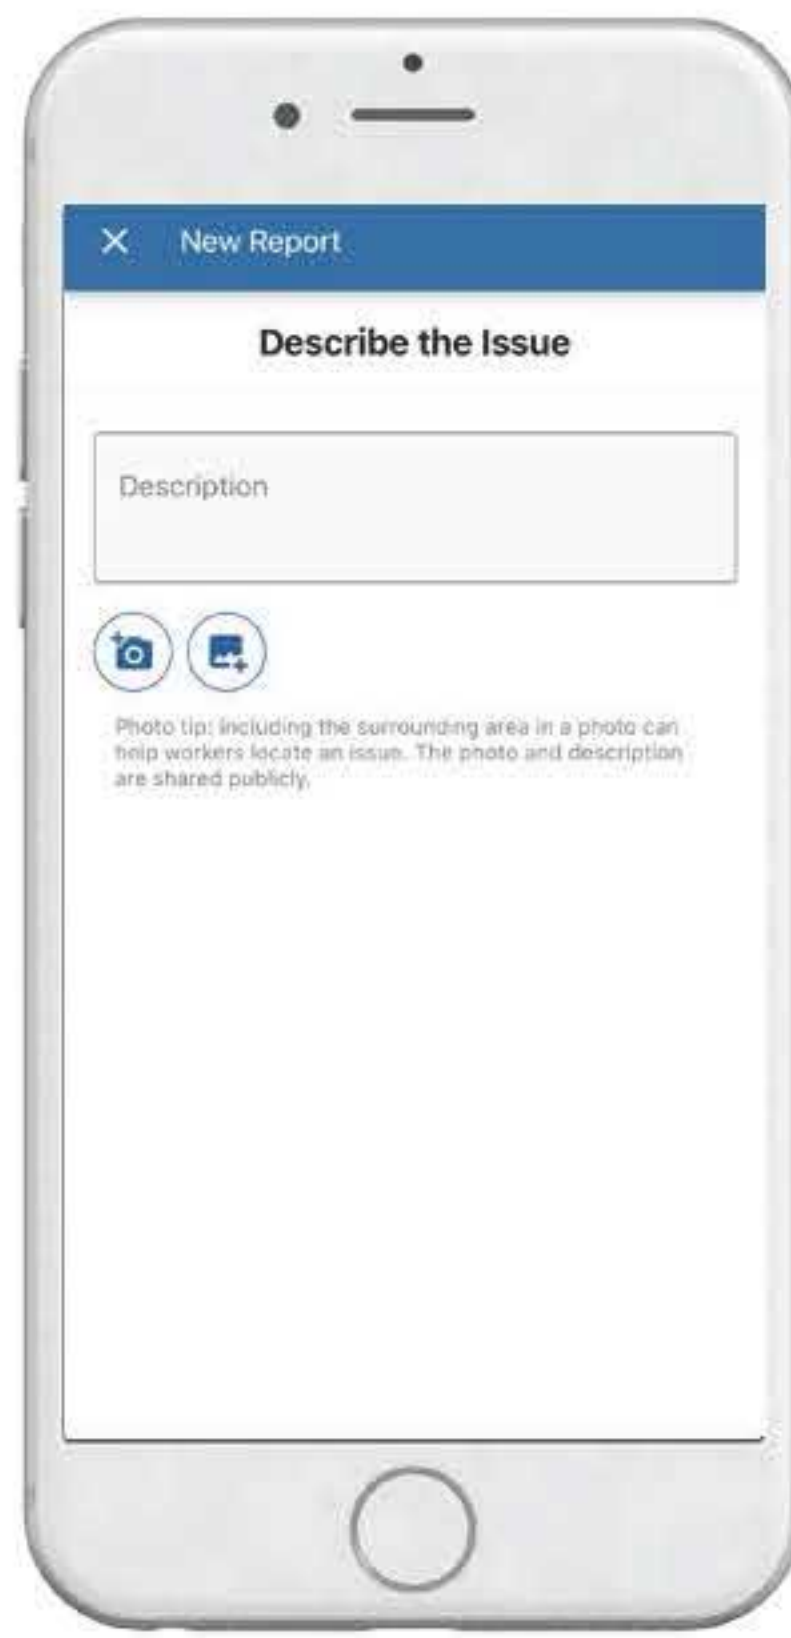 New Report
Describe the Issue
Description
Photo tip: including the surrounding area in a photo can
help workers locate an issue. The photo and description
are shared publicly.